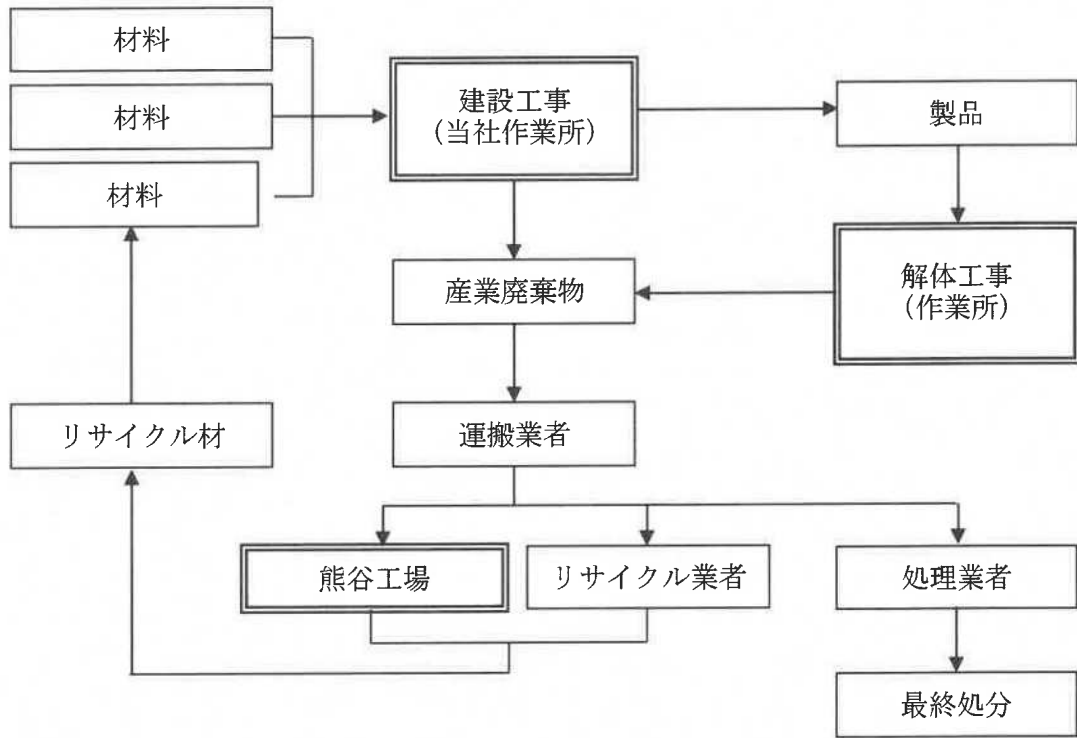 材料
材料
材料
建設工事
(当社作業所)
製品
産業廃棄物
解体工事
(作業所)
リサイクル材
運搬業者
熊谷工場
リサイクル業者
処理業者
最終処分